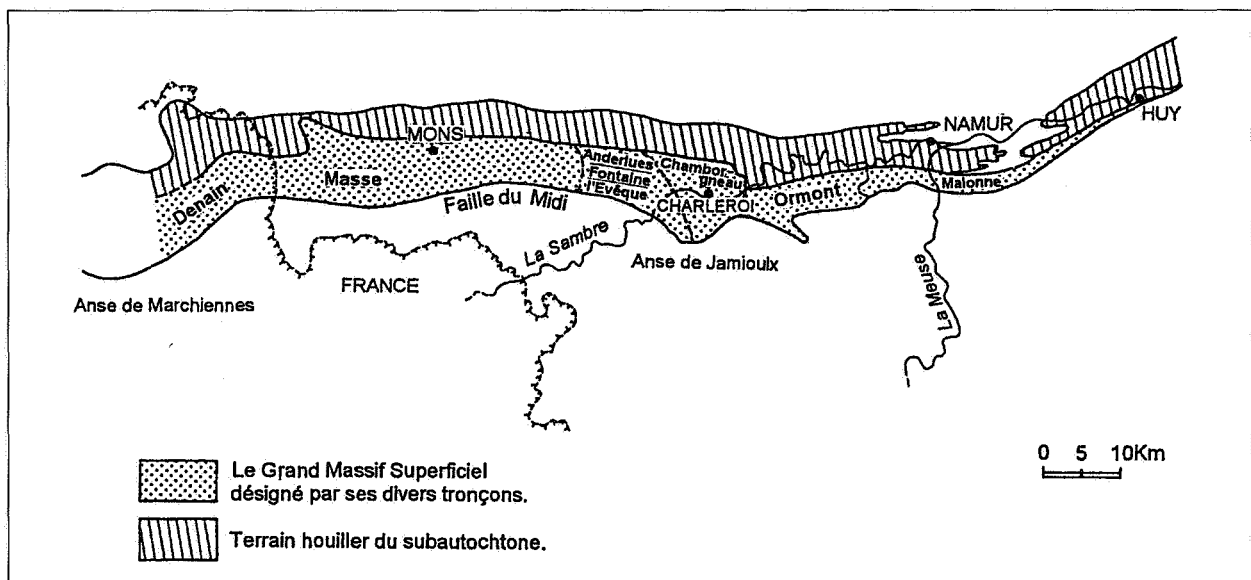 NAMUR
HUY
MONS
Anderlues
Fontaine
l'Evêque
Chambor-
gneau
CHARLEROI
Ormont
Malonne
Denain
Masse
Faille du Midi
La Sambre
Anse de Jamioulx
FRANCE
Anse de Marchiennes
La Meuse
0 5 10Km
Le Grand Massif Superficiel
désigné par ses divers tronçons.
Terrain houiller du subautochtone.